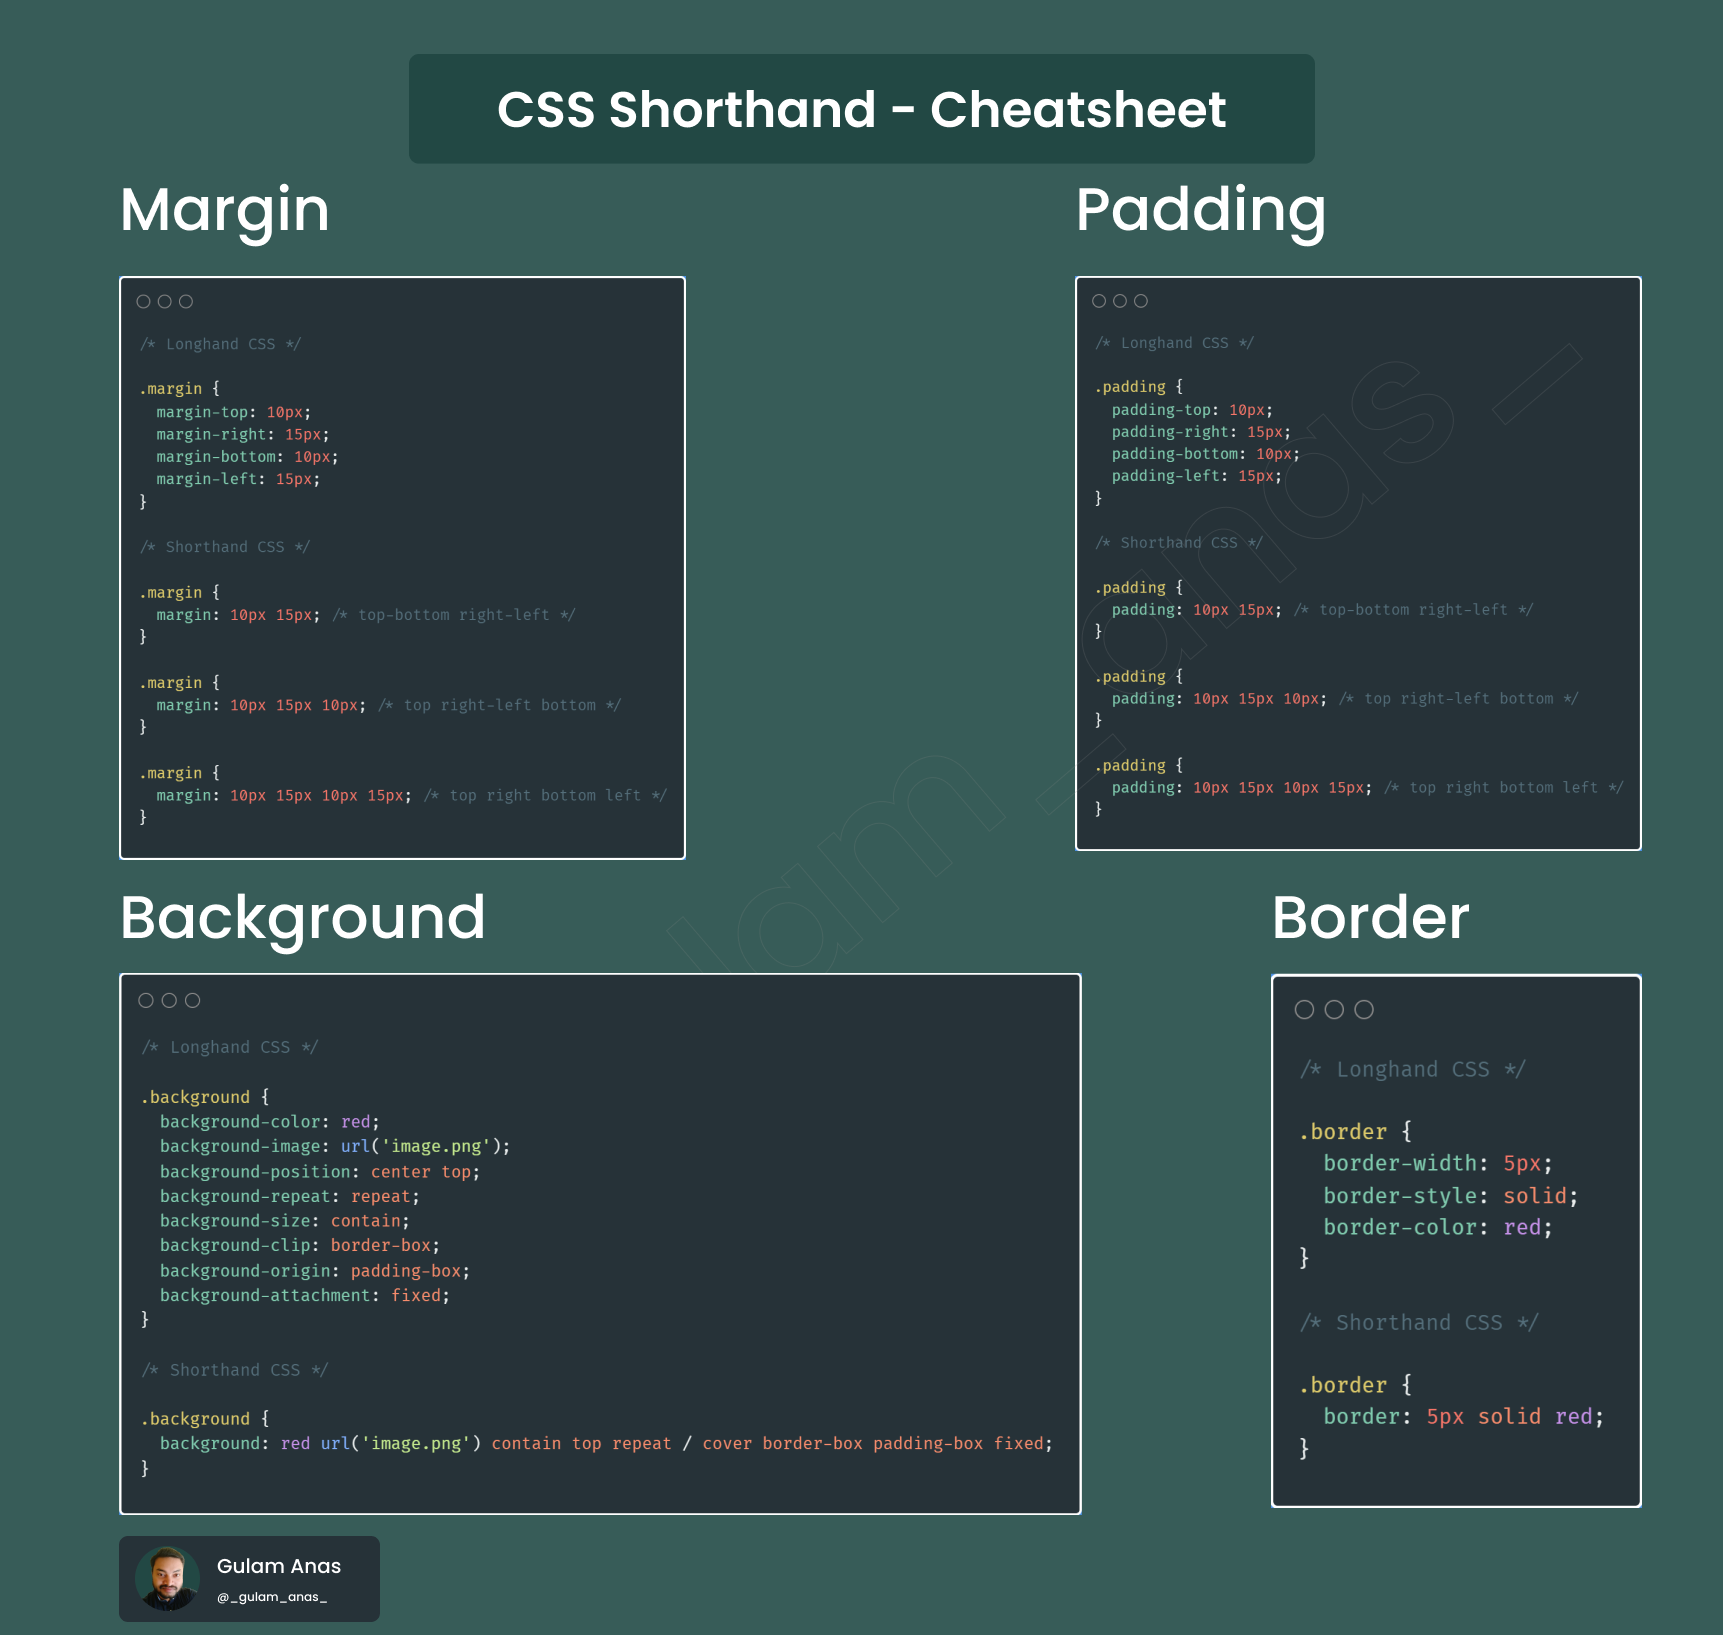 CSS Shorthand - Cheatsheet
Margin
/* Longhand CSS */
.margin {
  margin-top: 10px;
  margin-right: 15px;
  margin-bottom: 10px;
  margin-left: 15px;
}
/* Shorthand CSS */
.margin {
  margin: 10px 15px; /* top-bottom right-left */
}
.margin {
  margin: 10px 15px 10px; /* top right-left bottom */
}
.margin {
  margin: 10px 15px 10px 15px; /* top right bottom left */
}
Padding
/* Longhand CSS */
.padding {
  padding-top: 10px;
  padding-right: 15px;
  padding-bottom: 10px;
  padding-left: 15px;
}
/* Shorthand CSS */
.padding {
  padding: 10px 15px; /* top-bottom right-left */
}
.padding {
  padding: 10px 15px 10px; /* top right-left bottom */
}
.padding {
  padding: 10px 15px 10px 15px; /* top right bottom left */
}
lam_anas_
Background
/* Longhand CSS */
.background {
  background-color: red;
  background-image: url('image.png');
  background-position: center top;
  background-repeat: repeat;
  background-size: contain;
  background-clip: border-box;
  background-origin: padding-box;
  background-attachment: fixed;
}
/* Shorthand CSS */
.background {
  background: red url('image.png') contain top repeat / cover border-box padding-box fixed;
}
Border
/* Longhand CSS */
.border {
  border-width: 5px;
  border-style: solid;
  border-color: red;
}
/* Shorthand CSS */
.border {
  border: 5px solid red;
}
Gulam Anas
@_gulam_anas_